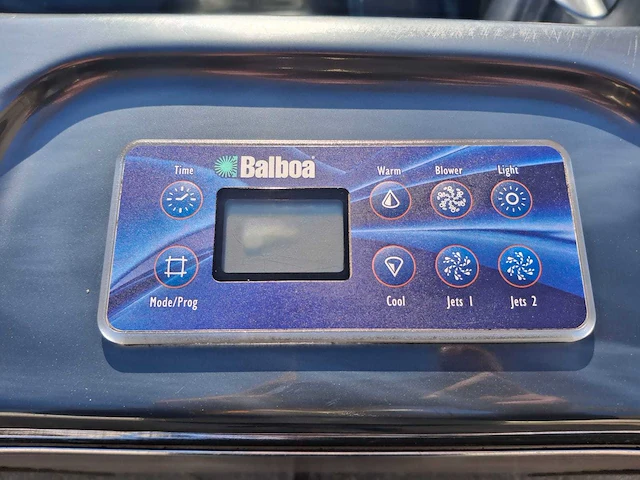 Time
Balboa
Warm
Blower
Light
Mode/Prog
Cool
Jets 1
Jets 2